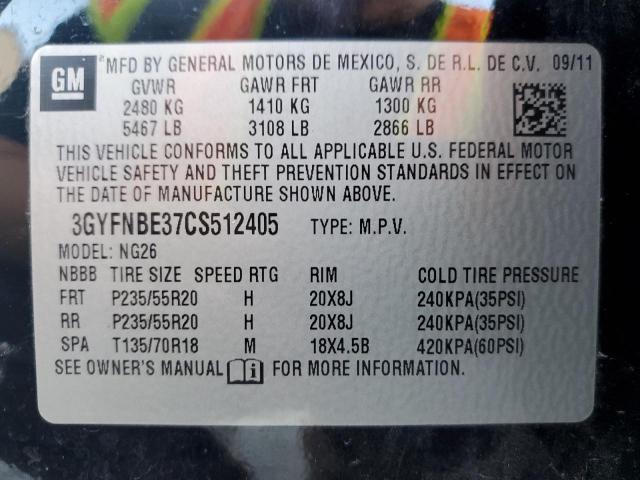 GM ® MFD BY GENERAL MOTORS DE MEXICO, S. DE R.L. DE C.V. 09/11
GVWR GAWR FRT GAWR RR
2480 KG 1410 KG 1300 KG
5467 LB 3108 LB 2866 LB
THIS VEHICLE CONFORMS TO ALL APPLICABLE U.S. FEDERAL MOTOR
VEHICLE SAFETY AND THEFT PREVENTION STANDARDS IN EFFECT ON
THE DATE OF MANUFACTURE SHOWN ABOVE.
3GYFNBE37CS512405 TYPE: M.P.V.
MODEL: NG26
NBBB TIRE SIZE SPEED RTG RIM COLD TIRE PRESSURE
FRT P235/55R20 H 20X8J 240KPA(35PSI)
RR P235/55R20 H 20X8J 240KPA(35PSI)
SPA T135/70R18 M 18X4.5B 420KPA(60PSI)
SEE OWNER'S MANUAL i FOR MORE INFORMATION.